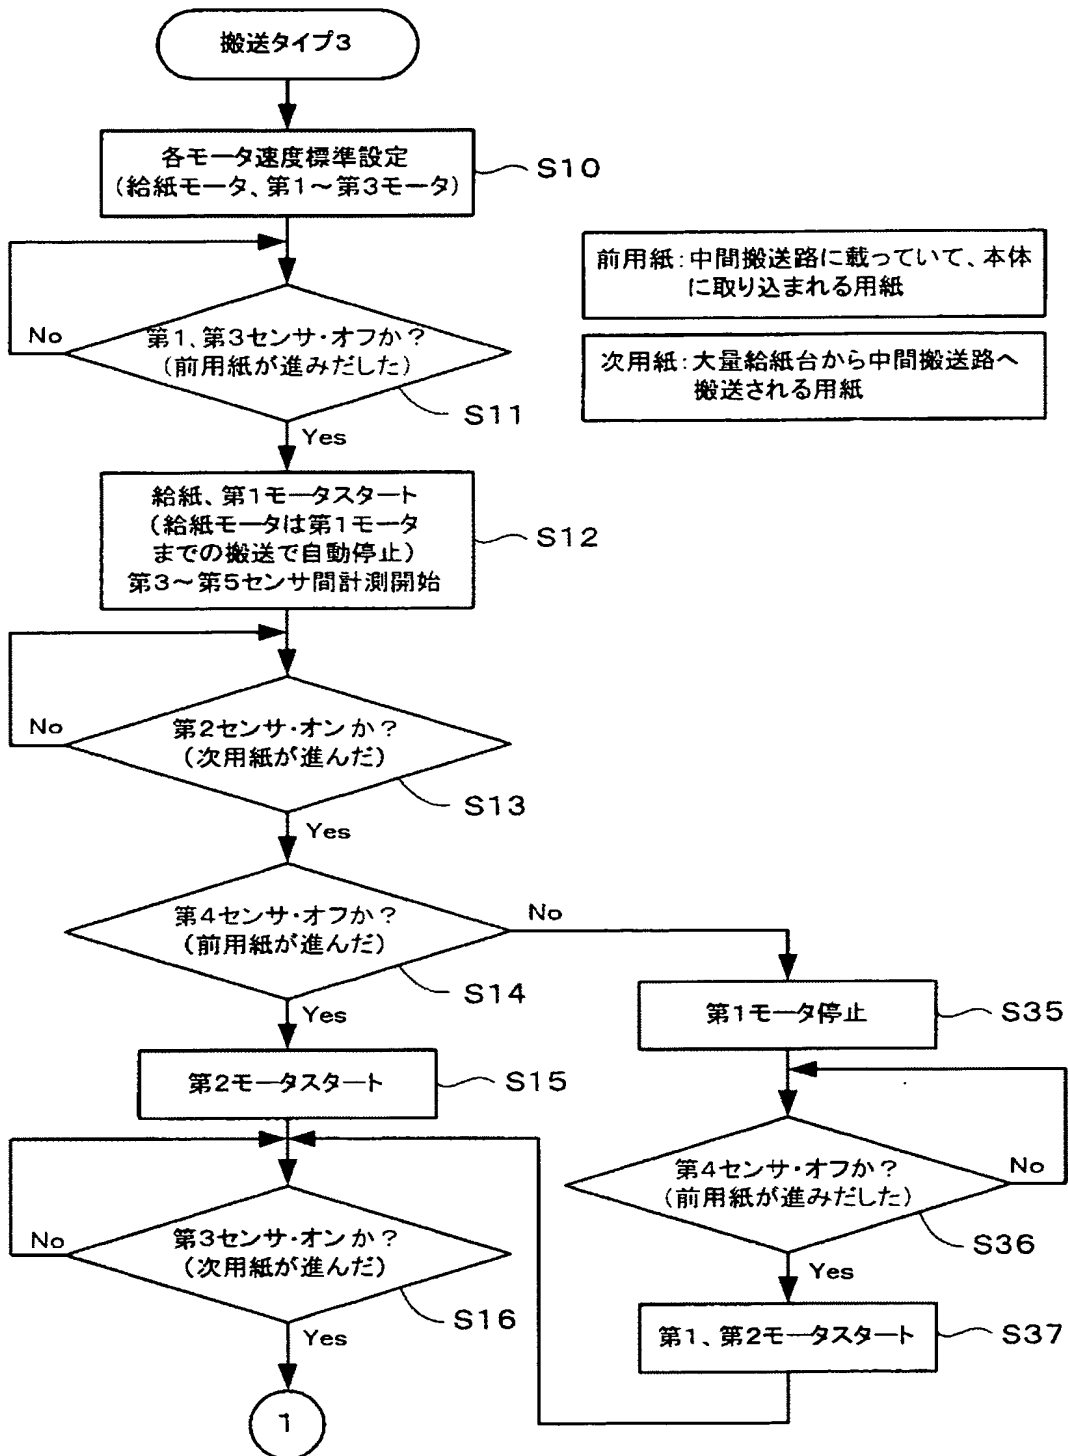 搬送タイプ3
各モータ速度標準設定
(給紙モータ、第1～第3モータ)
S10
前用紙：中間搬送路に載っていて、本体
に取り込まれる用紙
次用紙：大量給紙台から中間搬送路へ
搬送される用紙
No
第1、第3センサ・オフか？
(前用紙が進みだした)
S11
Yes
給紙、第1モータスタート
(給紙モータは第1モータ
までの搬送で自動停止)
第3～第5センサ間計測開始
S12
No
第2センサ・オンか？
(次用紙が進んだ)
S13
Yes
第4センサ・オフか？
(前用紙が進んだ)
No
S14
Yes
第1モータ停止
S35
第2モータスタート
S15
第4センサ・オフか？
(前用紙が進みだした)
No
S36
Yes
第1、第2モータスタート
S37
No
第3センサ・オンか？
(次用紙が進んだ)
S16
Yes
1